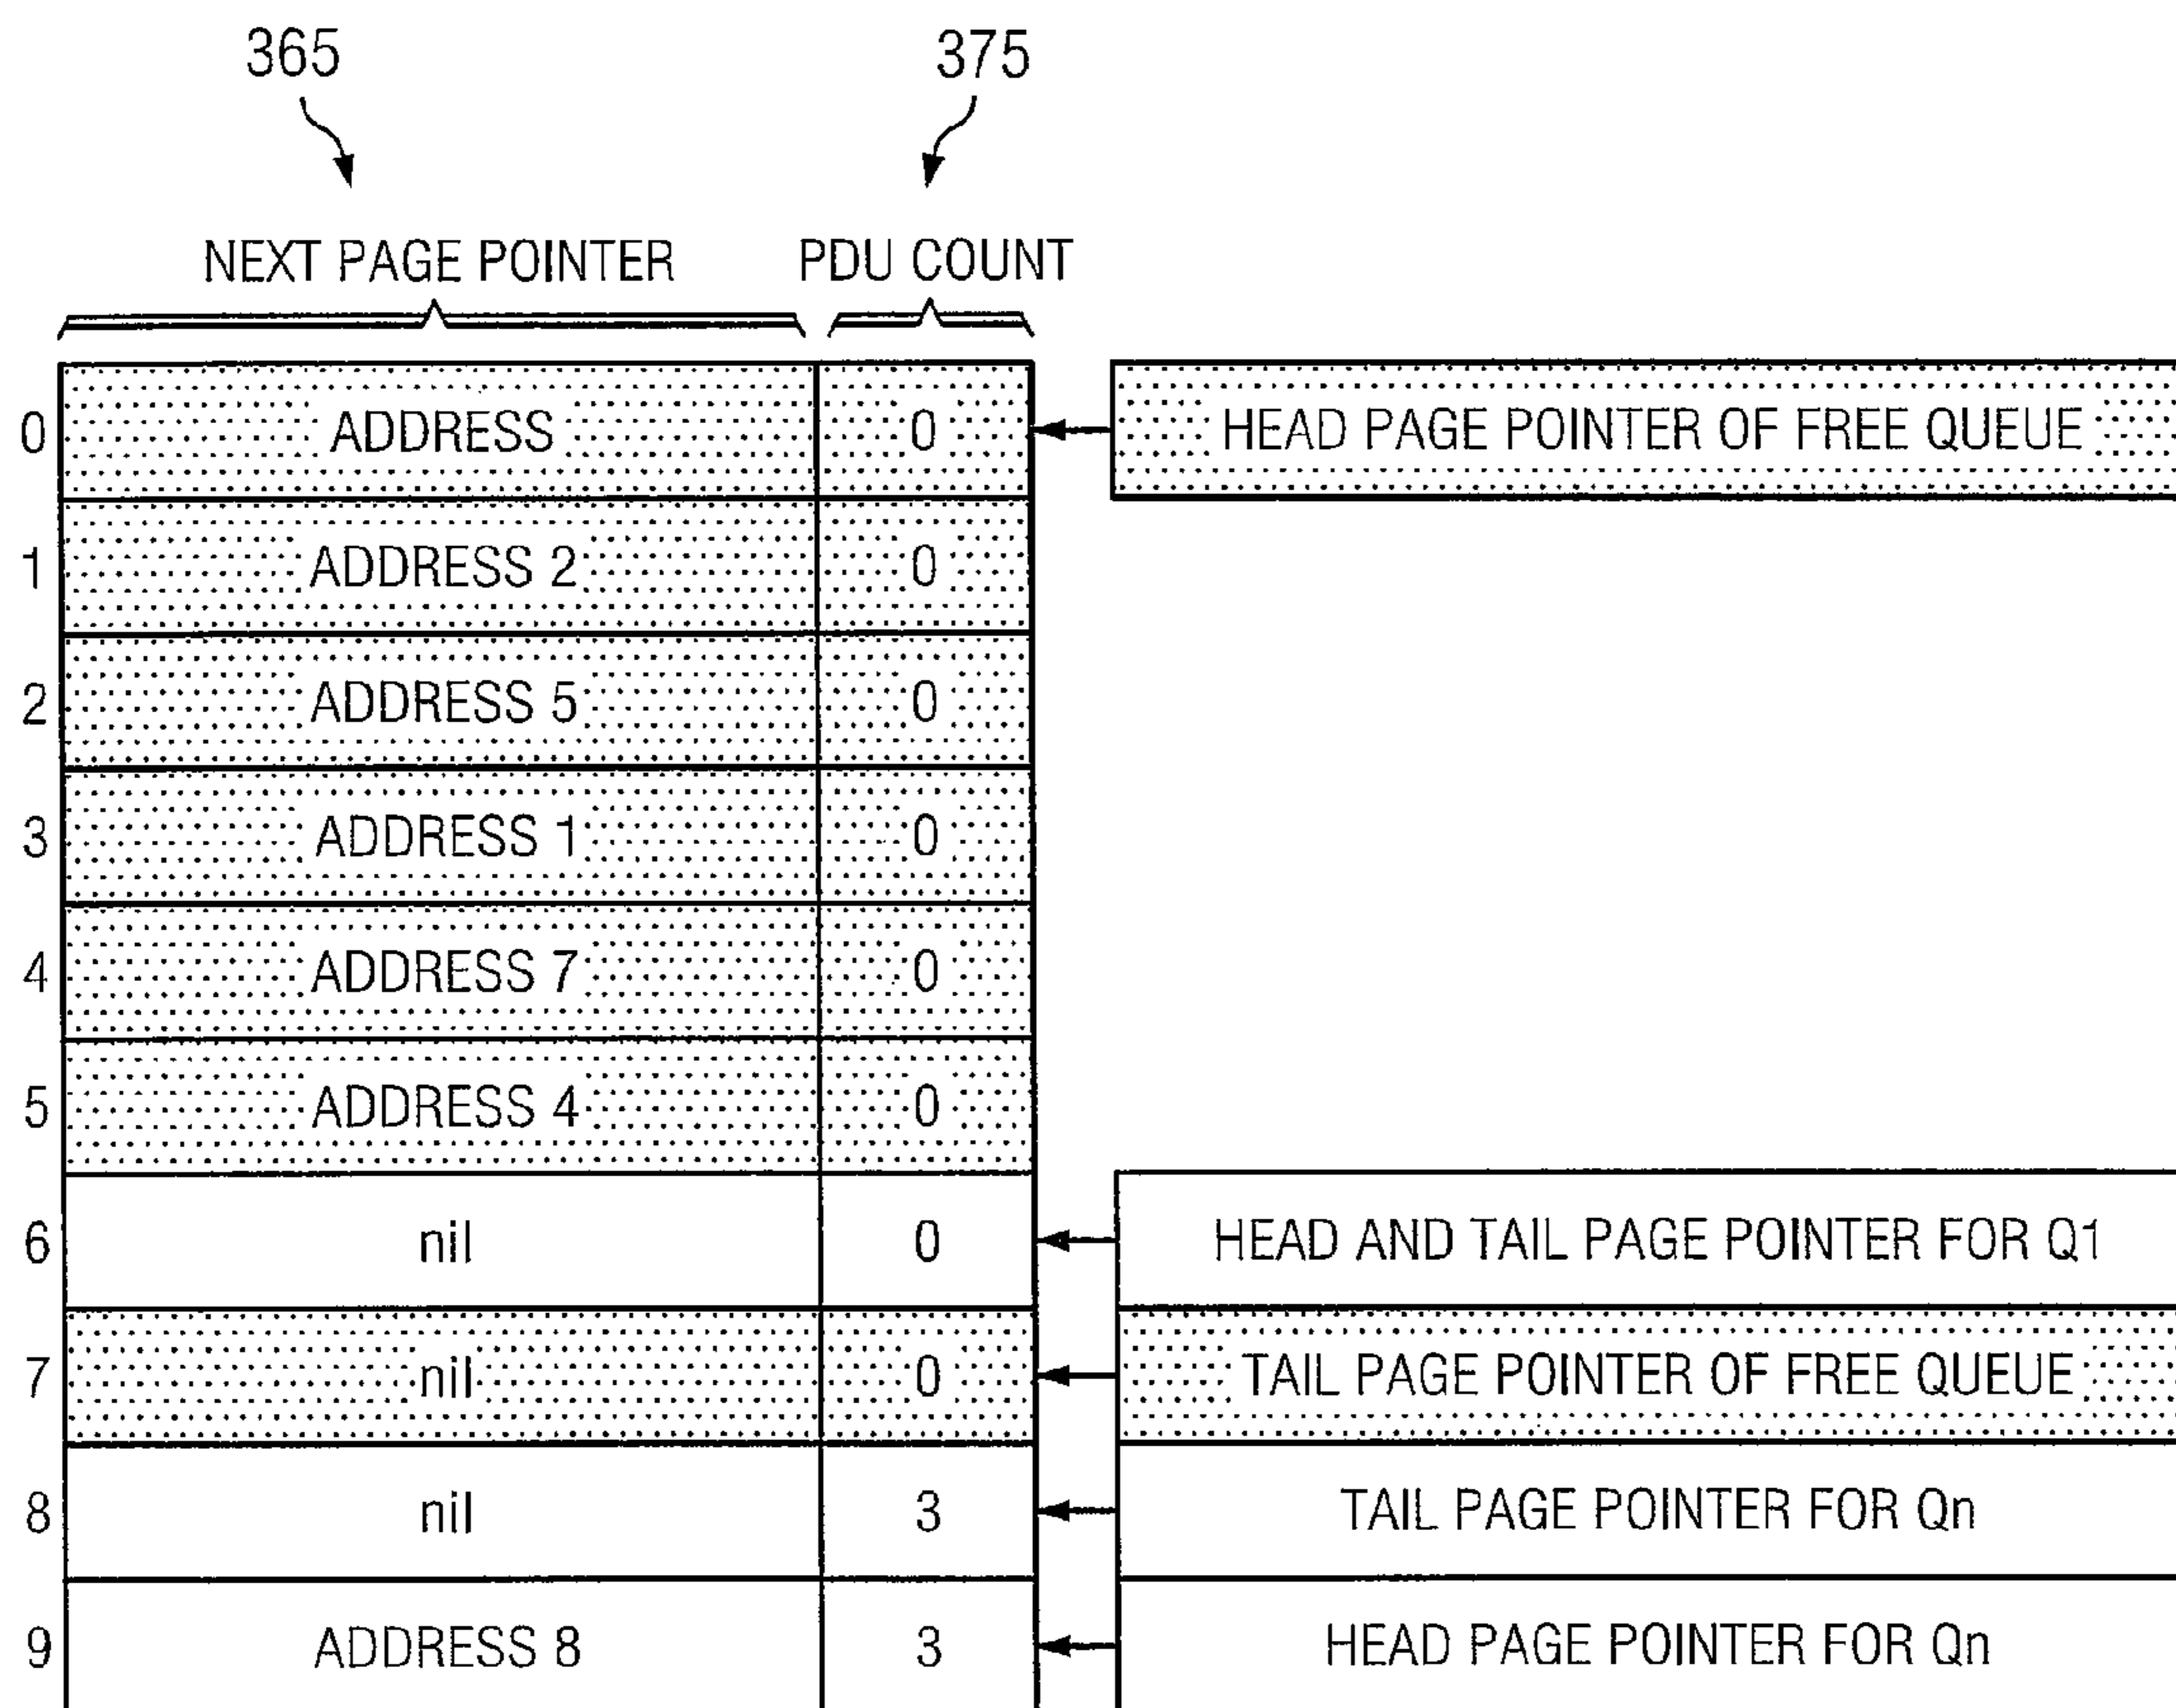 365 375
NEXT PAGE POINTER PDU COUNT
0 ADDRESS 0 HEAD PAGE POINTER OF FREE QUEUE
1 ADDRESS 2 0
2 ADDRESS 5 0
3 ADDRESS 1 0
4 ADDRESS 7 0
5 ADDRESS 4 0
6 nil 0 HEAD AND TAIL PAGE POINTER FOR Q1
7 nil 0 TAIL PAGE POINTER OF FREE QUEUE
8 nil 3 TAIL PAGE POINTER FOR Qn
9 ADDRESS 8 3 HEAD PAGE POINTER FOR Qn